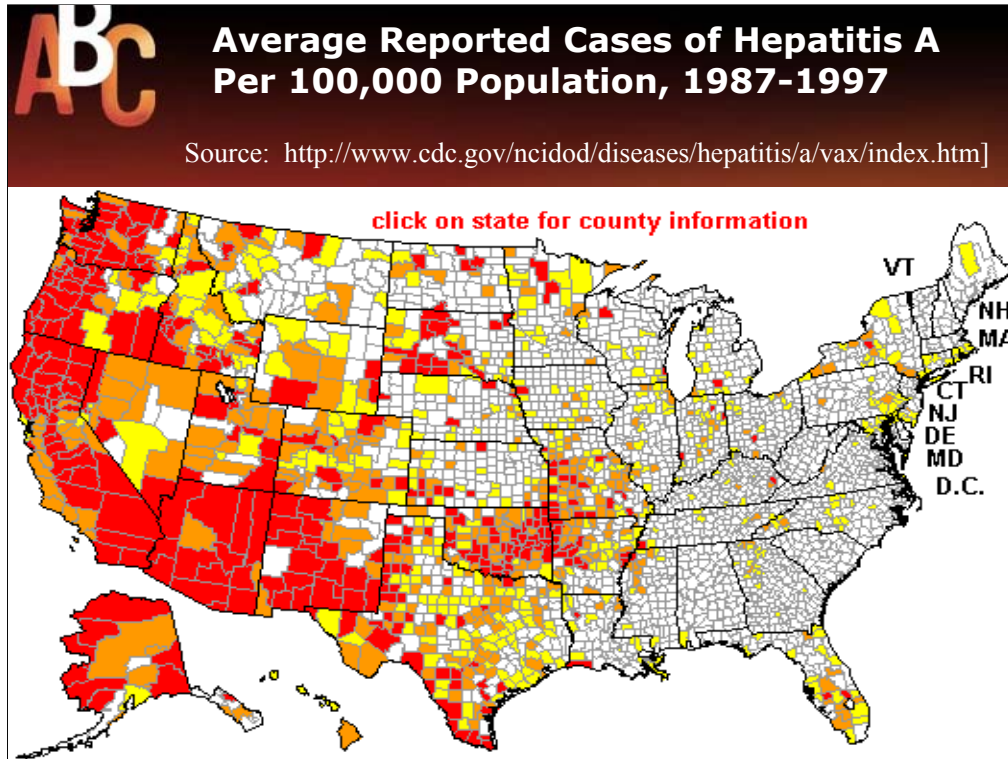 ABC
Average Reported Cases of Hepatitis A
Per 100,000 Population, 1987-1997
Source: http://www.cdc.gov/ncidod/diseases/hepatitis/a/vax/index.htm]
click on state for county information
VT
NH
MA
RI
CT
NJ
DE
MD
D.C.